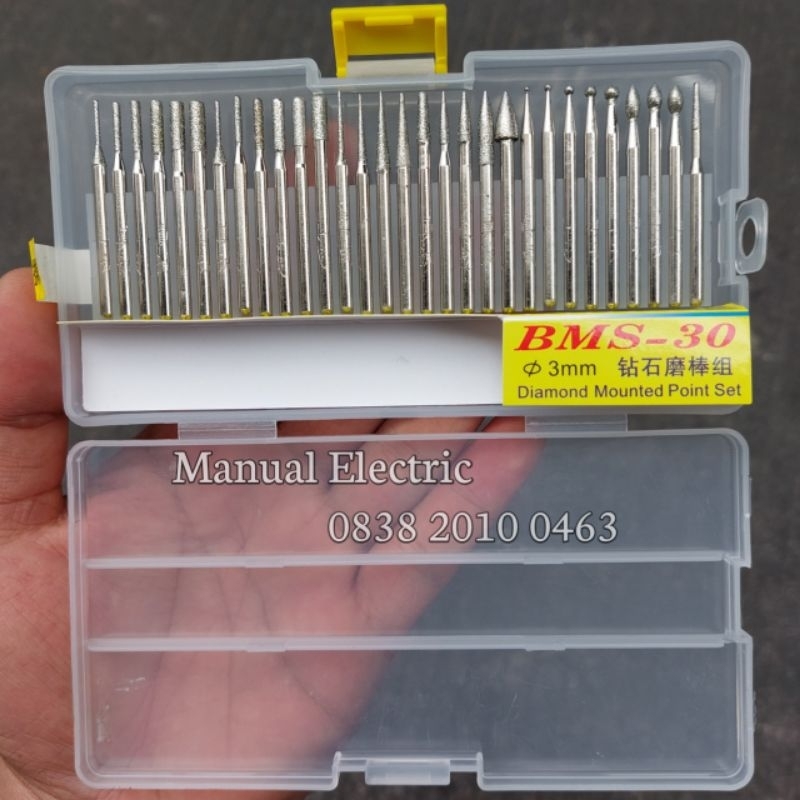 BMS-30
Φ 3mm 钻石磨棒组
Diamond Mounted Point Set
Manual Electric
0838 2010 0463